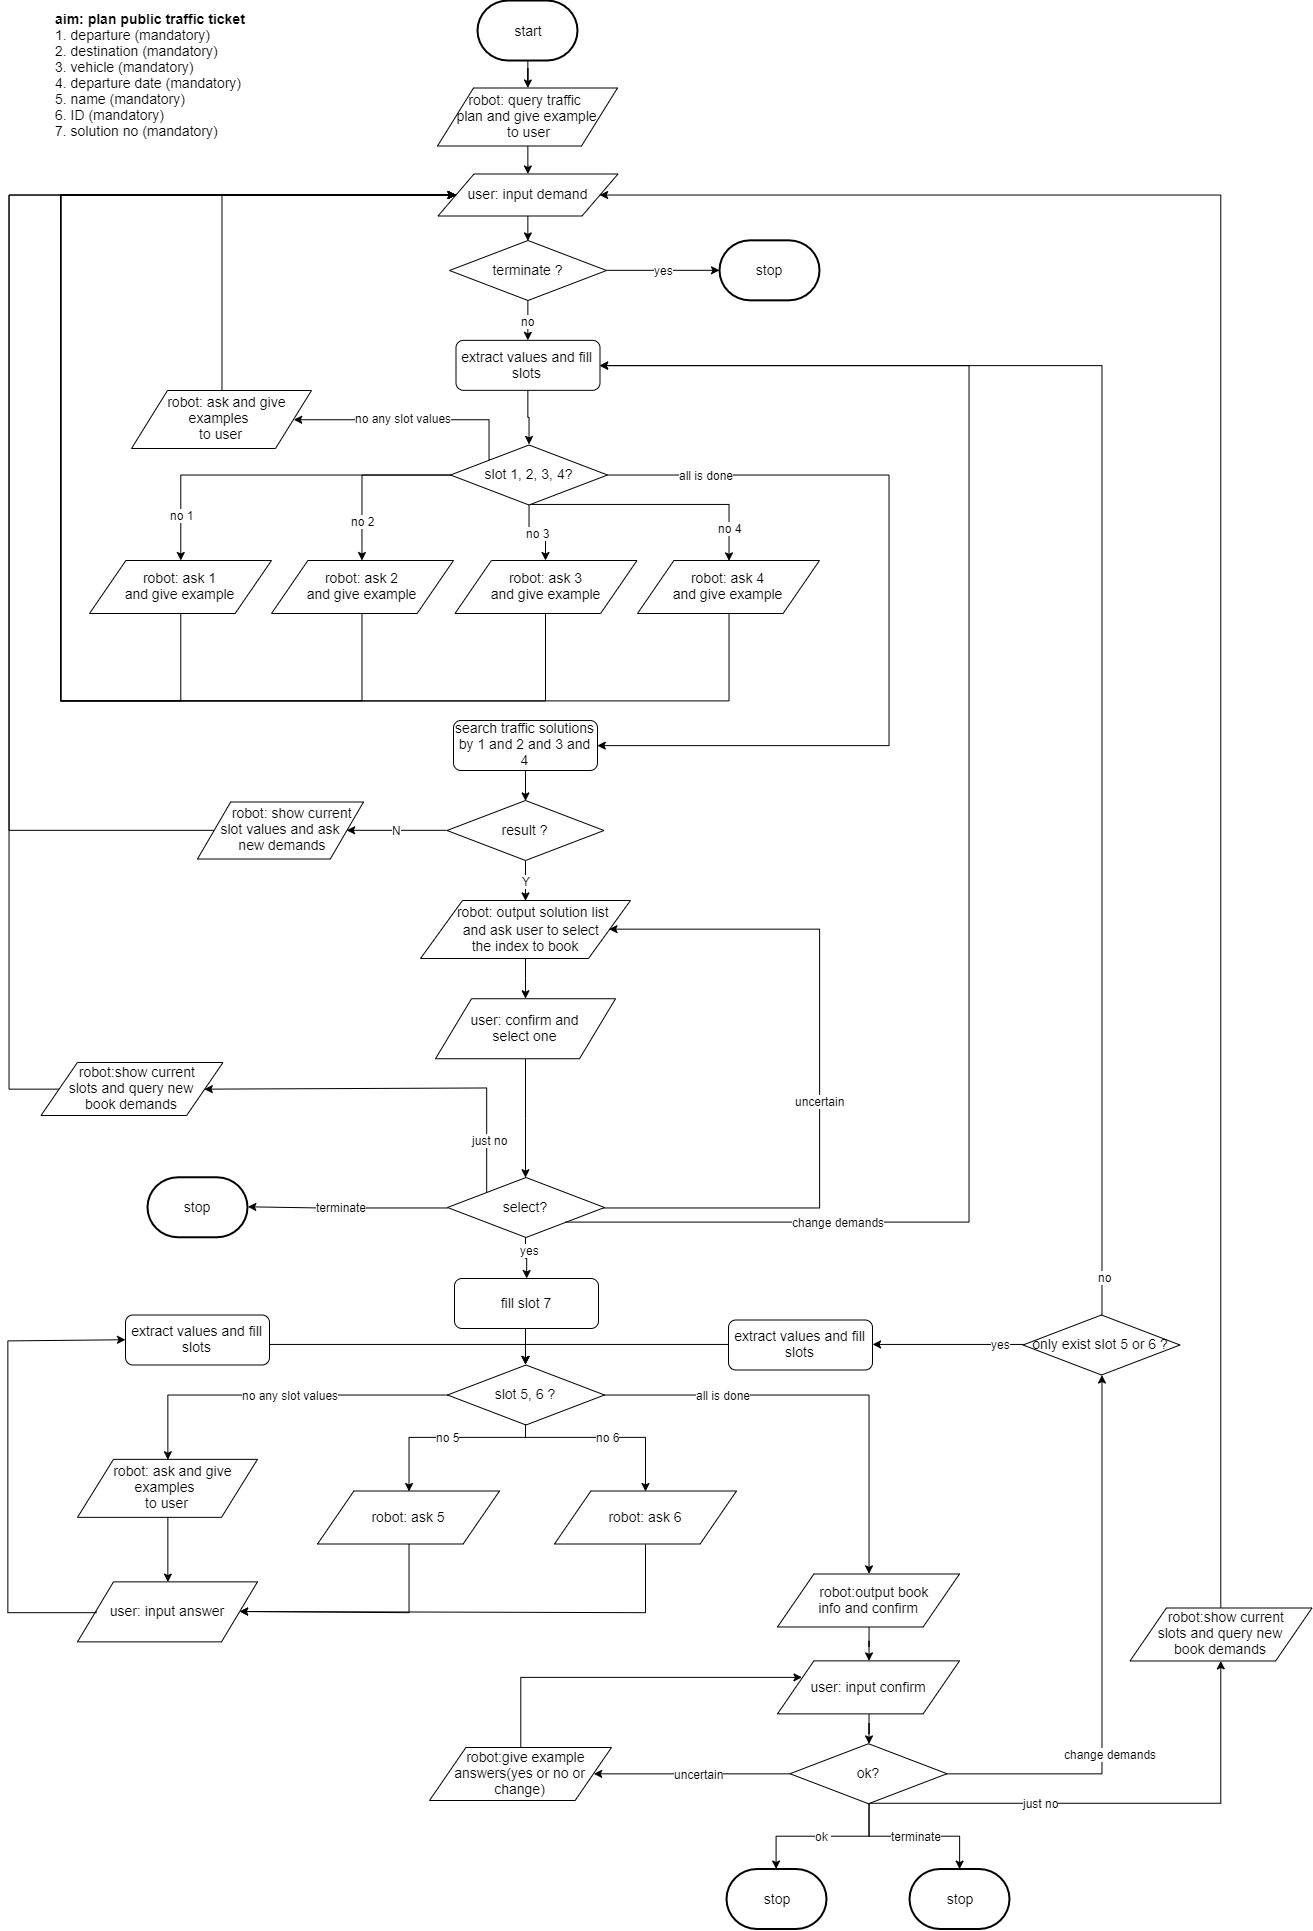 aim: plan public traffic ticket
1. departure (mandatory)
2. destination (mandatory)
3. vehicle (mandatory)
4. departure date (mandatory)
5. name (mandatory)
6. ID (mandatory)
7. solution no (mandatory)
start
robot: query traffic
plan and give example
to user
user: input demand
terminate ?
yes
stop
no
extract values and fill
slots
robot: ask and give
examples
to user
no any slot values
slot 1, 2, 3, 4?
all is done
no 1
no 2
no 3
no 4
robot: ask 1
and give example
robot: ask 2
and give example
robot: ask 3
and give example
robot: ask 4
and give example
search traffic solutions
by 1 and 2 and 3 and
4
robot: show current
slot values and ask
new demands
N
result ?
Y
robot: output solution list
and ask user to select
the index to book
user: confirm and
select one
robot:show current
slots and query new
book demands
uncertain
just no
stop
terminate
select?
change demands
yes
fill slot 7
no
extract values and fill
slots
extract values and fill
slots
yes
only exist slot 5 or 6 ?
no any slot values
slot 5, 6 ?
all is done
no 5
no 6
robot: ask and give
examples
to user
robot: ask 5
robot: ask 6
user: input answer
robot:output book
info and confirm
robot:show current
slots and query new
book demands
user: input confirm
robot:give example
answers(yes or no or
change)
uncertain
ok?
change demands
just no
ok
terminate
stop
stop